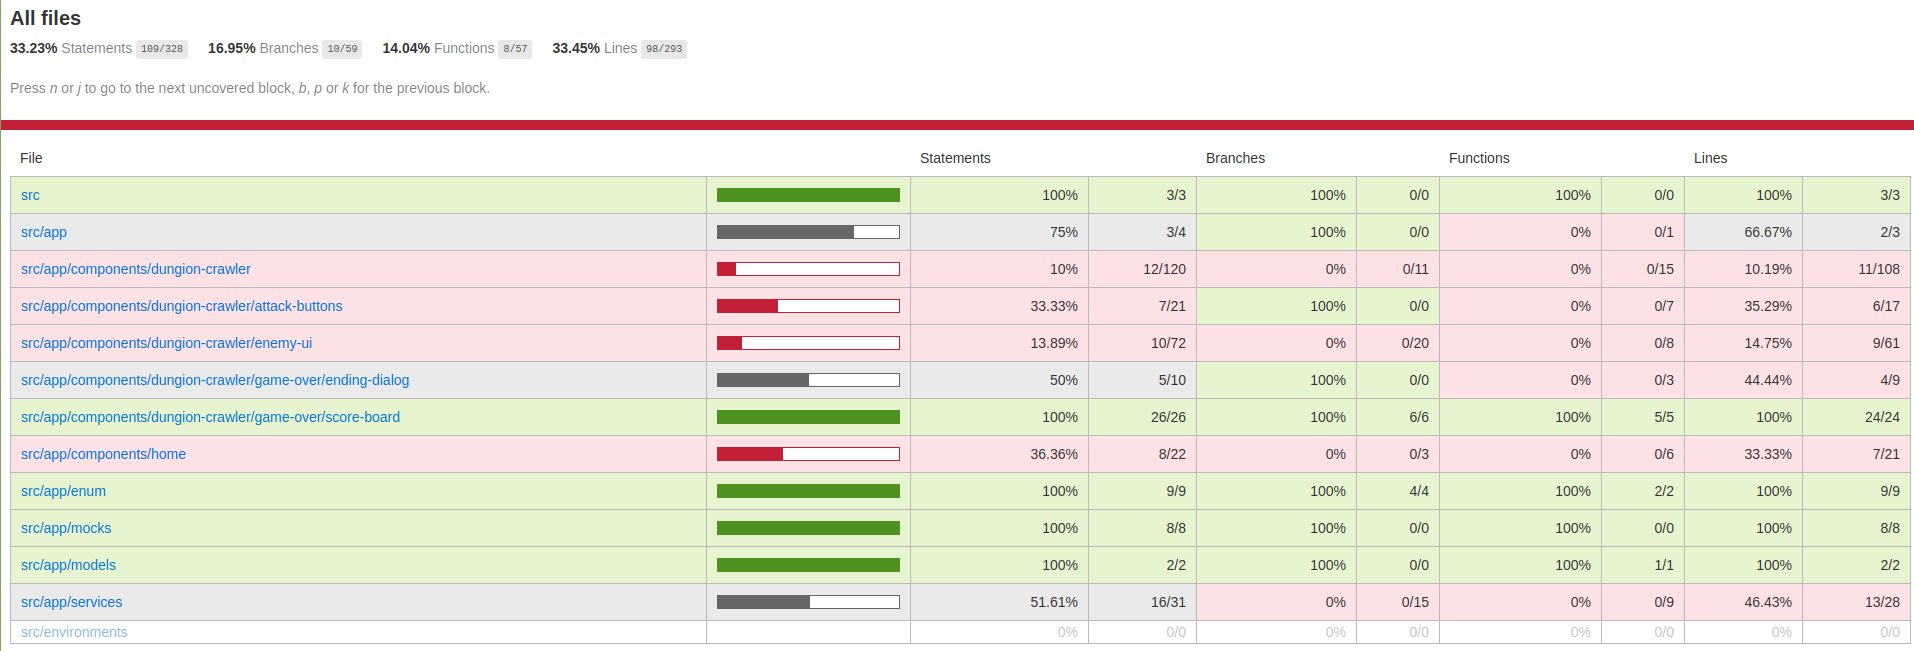 All files
33.23% Statements 109/328 16.95% Branches 10/59 14.04% Functions 8/57 33.45% Lines 98/293
Press n or j to go to the next uncovered block, b, p or k for the previous block.
File Statements Branches Functions Lines
src 100% 3/3 100% 0/0 100% 0/0 100% 3/3
src/app 75% 3/4 100% 0/0 0% 0/1 66.67% 2/3
src/app/components/dungion-crawler 10% 12/120 0% 0/11 0% 0/15 10.19% 11/108
src/app/components/dungion-crawler/attack-buttons 33.33% 7/21 100% 0/0 0% 0/7 35.29% 6/17
src/app/components/dungion-crawler/enemy-ui 13.89% 10/72 0% 0/20 0% 0/8 14.75% 9/61
src/app/components/dungion-crawler/game-over/ending-dialog 50% 5/10 100% 0/0 0% 0/3 44.44% 4/9
src/app/components/dungion-crawler/game-over/score-board 100% 26/26 100% 6/6 100% 5/5 100% 24/24
src/app/components/home 36.36% 8/22 0% 0/3 0% 0/6 33.33% 7/21
src/app/enum 100% 9/9 100% 4/4 100% 2/2 100% 9/9
src/app/mocks 100% 8/8 100% 0/0 100% 0/0 100% 8/8
src/app/models 100% 2/2 100% 0/0 100% 1/1 100% 2/2
src/app/services 51.61% 16/31 0% 0/15 0% 0/9 46.43% 13/28
src/environments 0% 0/0 0% 0/0 0% 0/0 0% 0/0